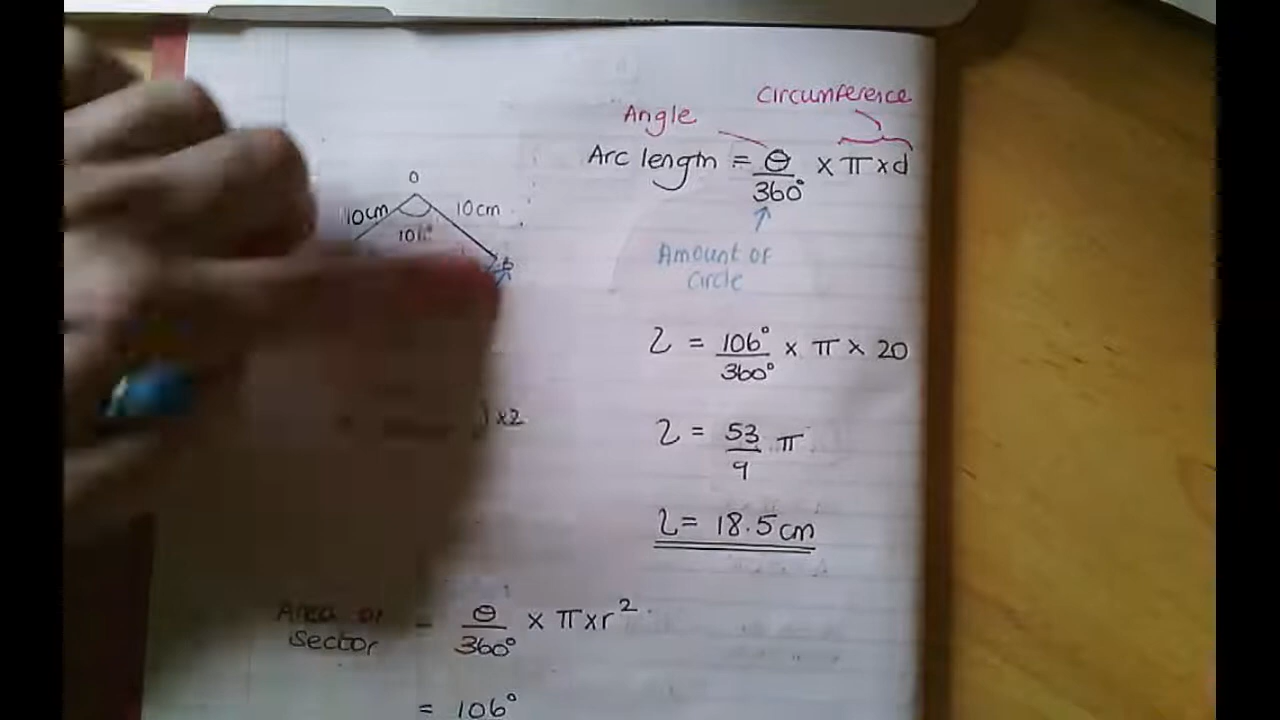 Circumference
Angle
Arc length = θ/360° × π × d
Amount of
circle
O
10cm 10cm
106°
B
l = 106°/360° × π × 20
l = 53/9 π
l = 18.5cm
) ×2
Area of
sector = θ/360° × π × r²
= 106°